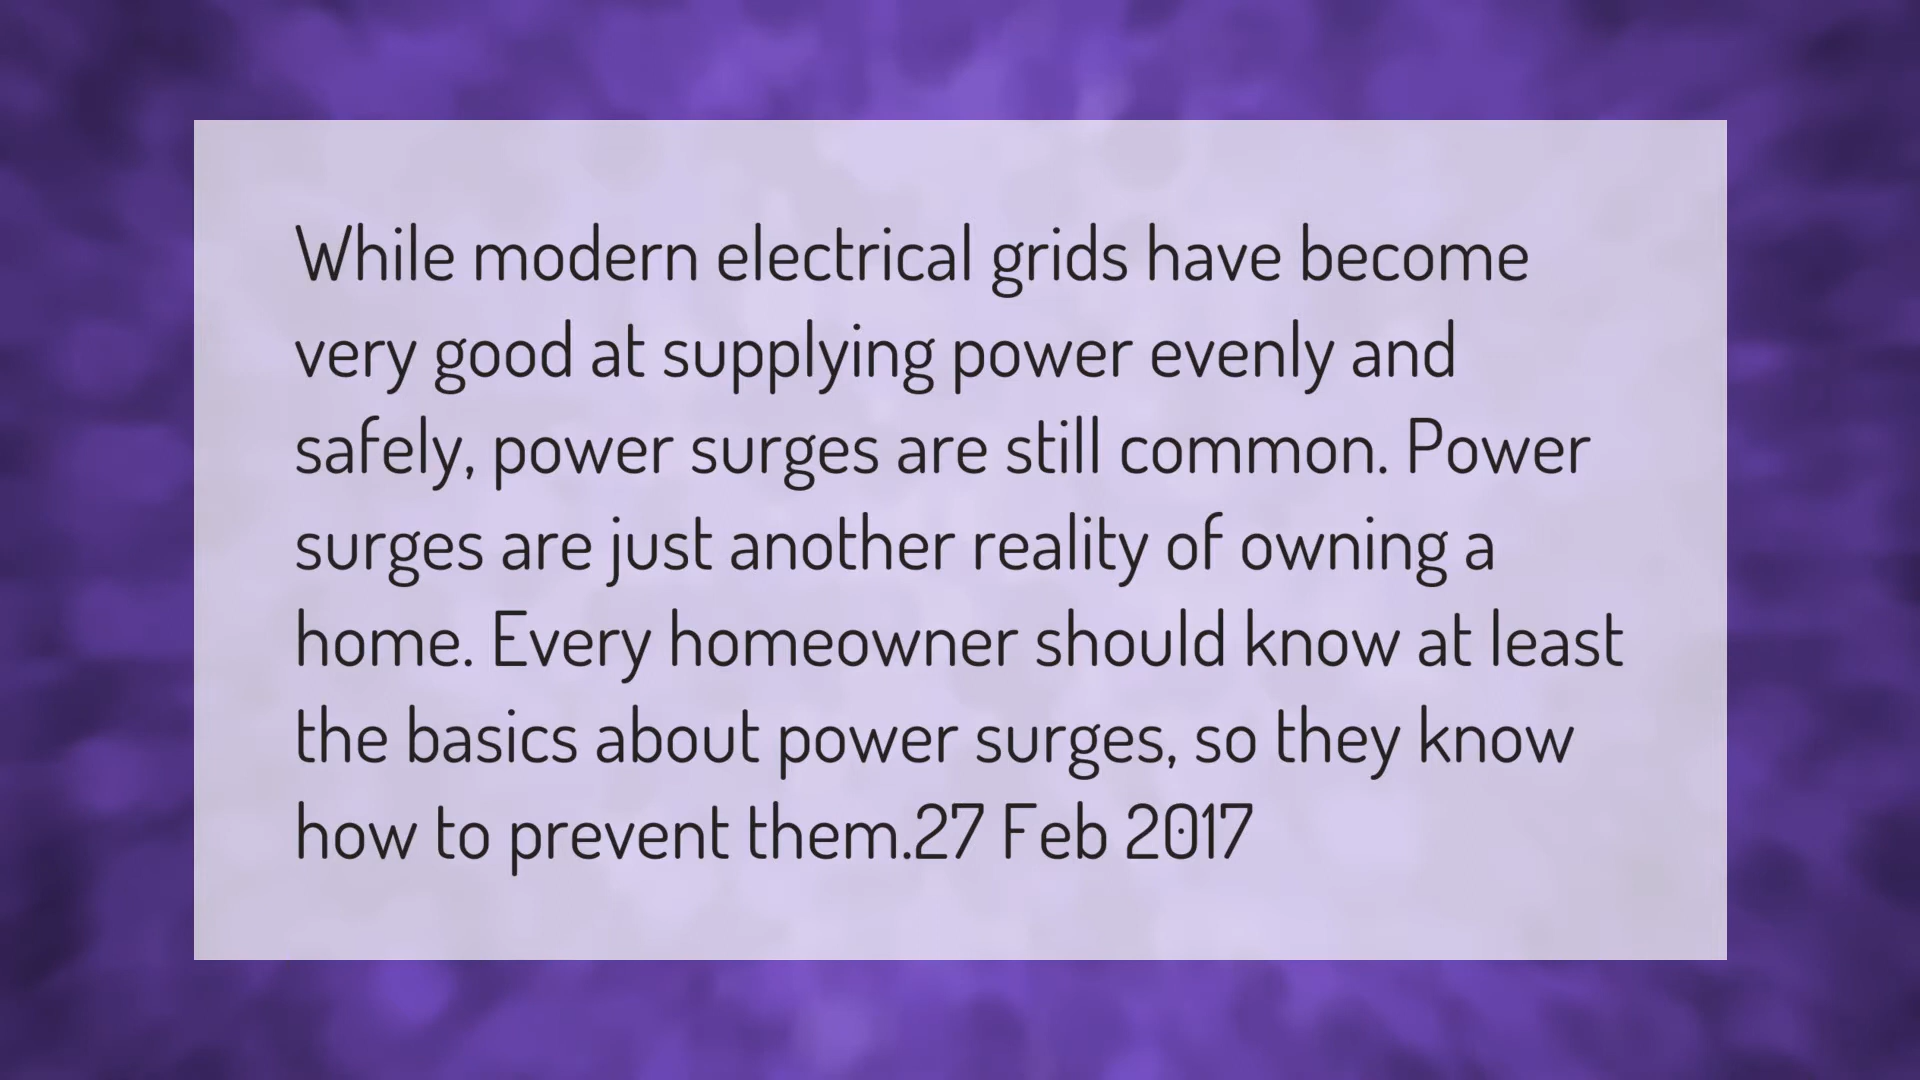 While modern electrical grids have become
very good at supplying power evenly and
safely, power surges are still common. Power
surges are just another reality of owning a
home. Every homeowner should know at least
the basics about power surges, so they know
how to prevent them.27 Feb 2017